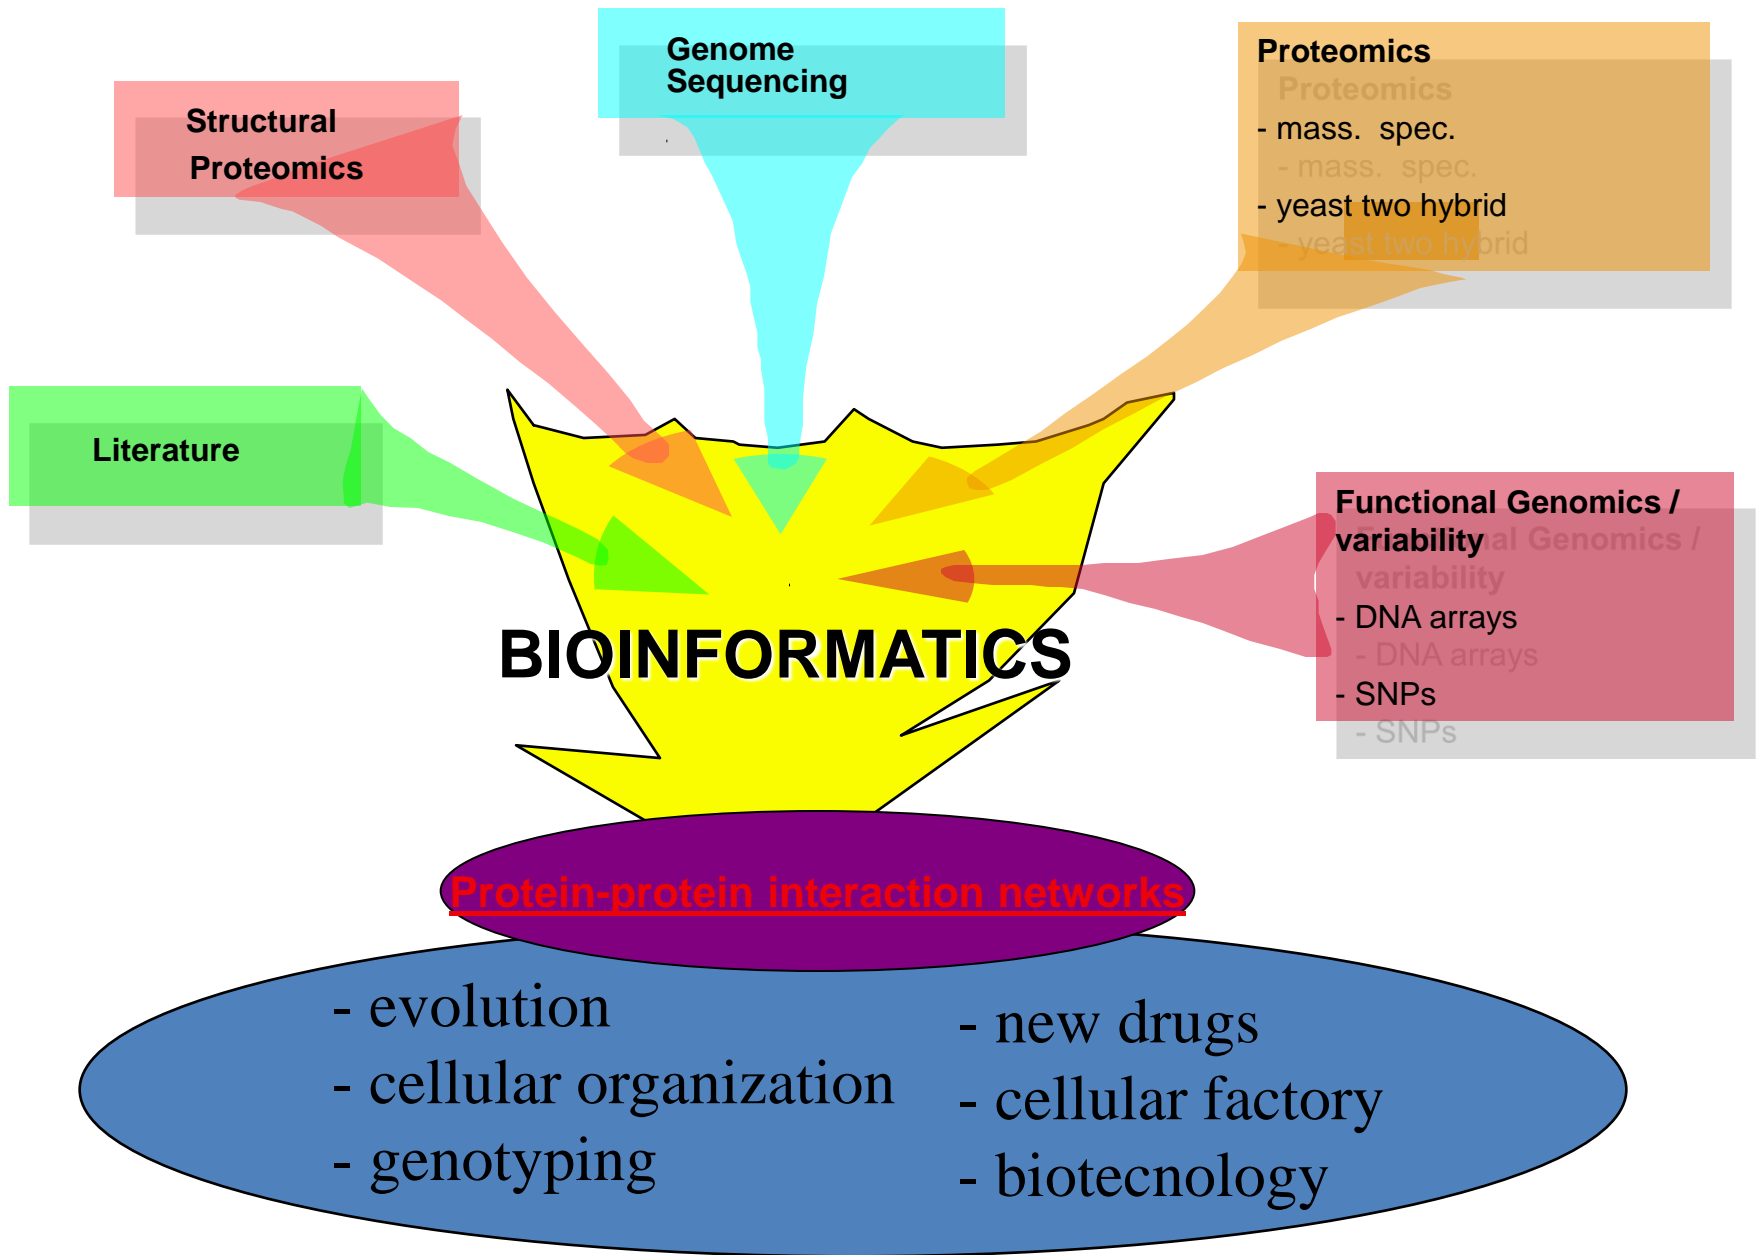 Genome
Sequencing
Proteomics
Proteomics
- mass. spec.
- mass. spec.
- yeast two hybrid
- yeast two hybrid
Structural
Proteomics
Literature
Functional Genomics /
Functional Genomics /
variability
variability
- DNA arrays
- DNA arrays
- SNPs
- SNPs
BIOINFORMATICS
Protein-protein interaction networks
- evolution
- cellular organization
- genotyping
- new drugs
- cellular factory
- biotecnology